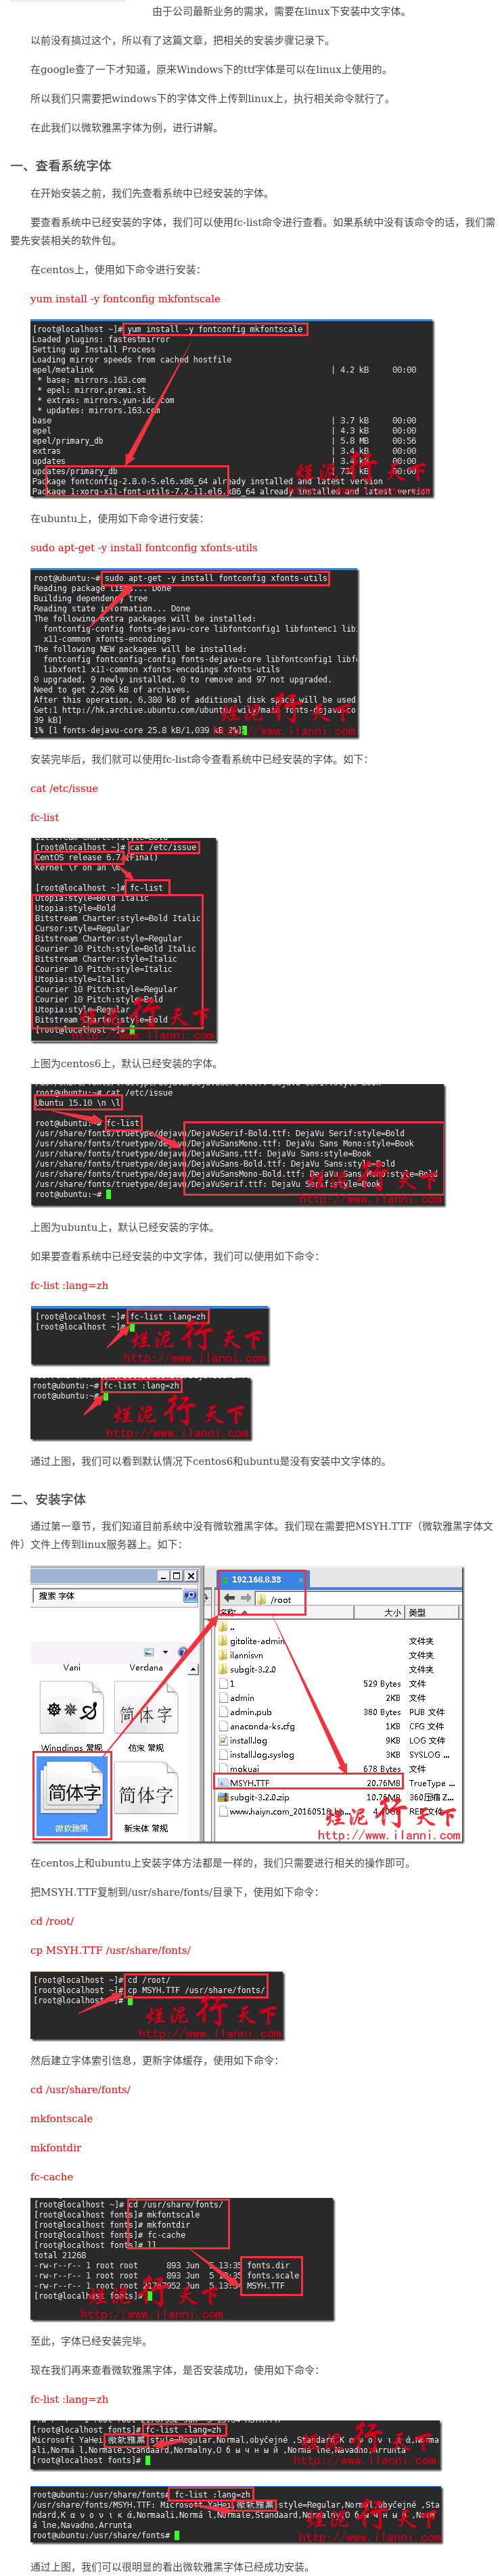 由于公司最新业务的需求，需要在linux下安装中文字体。
以前没有搞过这个，所以有了这篇文章，把相关的安装步骤记录下。
在google查了一下才知道，原来Windows下的ttf字体是可以在linux上使用的。
所以我们只需要把windows下的字体文件上传到linux上，执行相关命令就行了。
在此我们以微软雅黑字体为例，进行讲解。
一、查看系统字体
在开始安装之前，我们先查看系统中已经安装的字体。
要查看系统中已经安装的字体，我们可以使用fc-list命令进行查看。如果系统中没有该命令的话，我们需
要先安装相关的软件包。
在centos上，使用如下命令进行安装：
yum install -y fontconfig mkfontscale
[root@localhost ~]# yum install -y fontconfig mkfontscale
Loaded plugins: fastestmirror
Setting up Install Process
Loading mirror speeds from cached hostfile
epel/metalink | 4.2 kB 00:00
* base: mirrors.163.com
* epel: mirror.premi.st
* extras: mirrors.yun-idc.com
* updates: mirrors.163.com
base | 3.7 kB 00:00
epel | 4.3 kB 00:00
epel/primary_db | 5.8 MB 00:56
extras | 3.4 kB 00:00
updates | 3.4 kB 00:00
updates/primary_db 00:00
Package fontconfig-2.8.0-5.el6.x86_64 already installed and latest version
Package 1:xorg-x11-font-utils-7.2-11.el6.x86_64 already installed and latest version
在ubuntu上，使用如下命令进行安装：
sudo apt-get -y install fontconfig xfonts-utils
root@ubuntu:~# sudo apt-get -y install fontconfig xfonts-utils
Reading package lists... Done
Building dependency tree
Reading state information... Done
The following extra packages will be installed:
fontconfig-config fonts-dejavu-core libfontconfig1 libfontenc1
x11-common xfonts-encodings
The following NEW packages will be installed:
fontconfig fontconfig-config fonts-dejavu-core libfontconfig1
libxfont1 x11-common xfonts-encodings xfonts-utils
0 upgraded, 9 newly installed, 0 to remove and 97 not upgraded.
Need to get 2,206 kB of archives.
After this operation, 6,380 kB of additional disk space will be used
Get:1 http://hk.archive.ubuntu.com/ubuntu/ wily/main fonts-dejavu-co
39 kB]
1% [1 fonts-dejavu-core 25.8 kB/1,039 kB 2%]
安装完毕后，我们就可以使用fc-list命令查看系统中已经安装的字体。如下：
cat /etc/issue
fc-list
[root@localhost ~]# cat /etc/issue
CentOS release 6.7 (Final)
Kernel \r on an \m
[root@localhost ~]# fc-list
Utopia:style=Bold Italic
Utopia:style=Bold
Bitstream Charter:style=Bold Italic
Cursor:style=Regular
Bitstream Charter:style=Regular
Courier 10 Pitch:style=Bold Italic
Bitstream Charter:style=Italic
Courier 10 Pitch:style=Italic
Utopia:style=Italic
Courier 10 Pitch:style=Regular
Courier 10 Pitch:style=Bold
Utopia:style=Regular
Bitstream Charter:style=Bold
[root@localhost ~]#
上图为centos6上，默认已经安装的字体。
root@ubuntu:~# cat /etc/issue
Ubuntu 15.10 \n \l
root@ubuntu:~# fc-list
/usr/share/fonts/truetype/dejavu/DejaVuSerif-Bold.ttf: DejaVu Serif:style=Bold
/usr/share/fonts/truetype/dejavu/DejaVuSansMono.ttf: DejaVu Sans Mono:style=Book
/usr/share/fonts/truetype/dejavu/DejaVuSans.ttf: DejaVu Sans:style=Book
/usr/share/fonts/truetype/dejavu/DejaVuSans-Bold.ttf: DejaVu Sans:style=Bold
/usr/share/fonts/truetype/dejavu/DejaVuSansMono-Bold.ttf: DejaVu Sans Mono:style=Bold
/usr/share/fonts/truetype/dejavu/DejaVuSerif.ttf: DejaVu Serif:style=Book
root@ubuntu:~#
上图为ubuntu上，默认已经安装的字体。
如果要查看系统中已经安装的中文字体，我们可以使用如下命令：
fc-list :lang=zh
[root@localhost ~]# fc-list :lang=zh
[root@localhost ~]#
烂泥行天下
http://www.ilanni.com
root@ubuntu:~# fc-list :lang=zh
root@ubuntu:~#
烂泥行天下
http://www.ilanni.com
通过上图，我们可以看到默认情况下centos6和ubuntu是没有安装中文字体的。
二、安装字体
通过第一章节，我们知道目前系统中没有微软雅黑字体。我们现在需要把MSYH.TTF（微软雅黑字体文
件）文件上传到linux服务器上。如下：
搜索 字体
Vani Verdana
Wingdings 常规 仿宋 常规
简体字
微软雅黑 新宋体 常规
192.168.8.33
/root
名称 大小 类型
..
gitolite-admin 文件夹
ilannisvn 文件夹
subgit-3.2.0 文件夹
1 529 Bytes 文件
admin 2KB 文件
admin.pub 380 Bytes PUB 文件
anaconda-ks.cfg 1KB CFG 文件
install.log 9KB LOG 文件
install.log.syslog 3KB SYSLOG ...
mokuai 678 Bytes 文件
MSYH.TTF 20.76MB TrueType ...
subgit-3.2.0.zip 10.76MB 360压缩 Z...
烂泥行天下
http://www.ilanni.com
在centos上和ubuntu上安装字体方法都是一样的，我们只需要进行相关的操作即可。
把MSYH.TTF复制到/usr/share/fonts/目录下，使用如下命令：
cd /root/
cp MSYH.TTF /usr/share/fonts/
[root@localhost ~]# cd /root/
[root@localhost ~]# cp MSYH.TTF /usr/share/fonts/
[root@localhost ~]#
烂泥行天下
http://www.ilanni.com
然后建立字体索引信息，更新字体缓存，使用如下命令：
cd /usr/share/fonts/
mkfontscale
mkfontdir
fc-cache
[root@localhost ~]# cd /usr/share/fonts/
[root@localhost fonts]# mkfontscale
[root@localhost fonts]# mkfontdir
[root@localhost fonts]# fc-cache
[root@localhost fonts]# ll
total 21268
-rw-r--r-- 1 root root 893 Jun 5 13:35 fonts.dir
-rw-r--r-- 1 root root 893 Jun 5 13:35 fonts.scale
-rw-r--r-- 1 root root 21767952 Jun 5 13: MSYH.TTF
[root@localhost fonts]#
至此，字体已经安装完毕。
现在我们再来查看微软雅黑字体，是否安装成功，使用如下命令：
fc-list :lang=zh
[root@localhost fonts]# fc-list :lang=zh
Microsoft YaHei,微软雅黑:style=Regular,Normal,obyčejné,Standard,Κανονικά,Norma
ali,Normál,Normale,Standaard,Normalny,Обычный,Normálne,Navadno,Arrunta
[root@localhost fonts]#
root@ubuntu:/usr/share/fonts# fc-list :lang=zh
/usr/share/fonts/MSYH.TTF: Microsoft YaHei,微软雅黑:style=Regular,Normal,obyčejné,Sta
ndard,Κανονικά,Normaali,Normál,Normale,Standaard,Normalny,Обычный,Norm
álne,Navadno,Arrunta
root@ubuntu:/usr/share/fonts#
通过上图，我们可以很明显的看出微软雅黑字体已经成功安装。